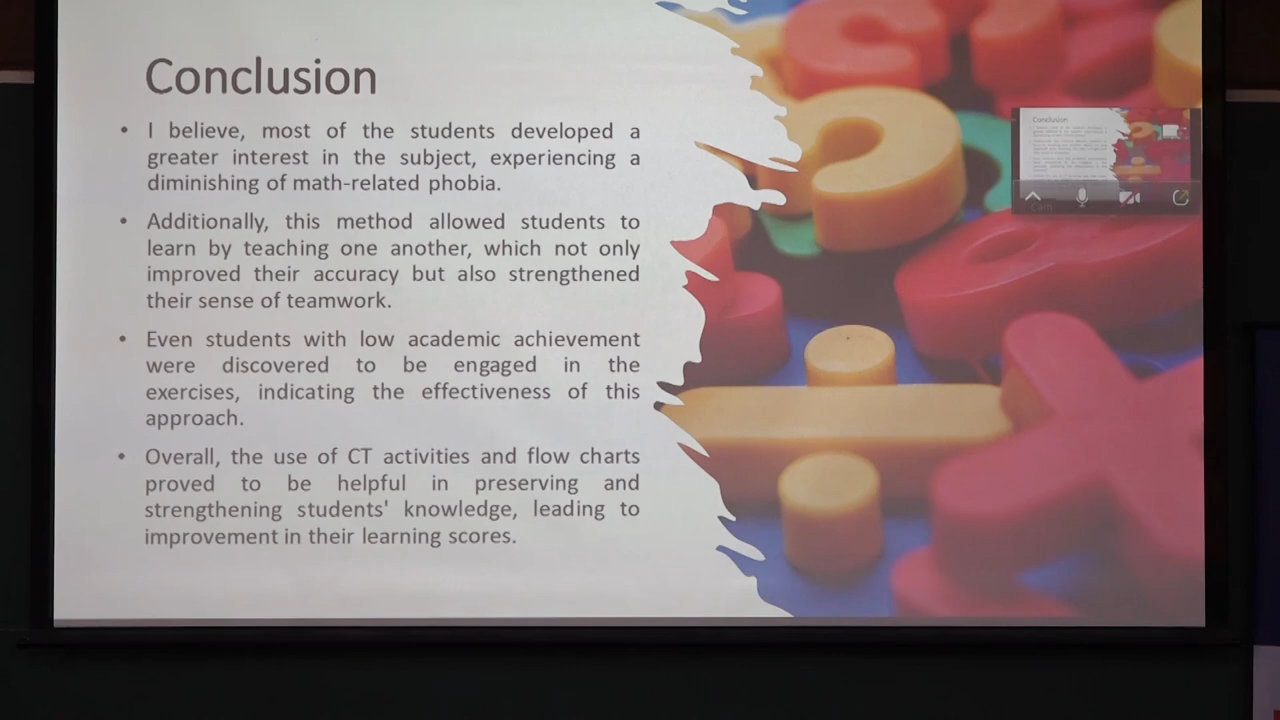 Conclusion
• I believe, most of the students developed a
greater interest in the subject, experiencing a
diminishing of math-related phobia.
• Additionally, this method allowed students to
learn by teaching one another, which not only
improved their accuracy but also strengthened
their sense of teamwork.
• Even students with low academic achievement
were discovered to be engaged in the
exercises, indicating the effectiveness of this
approach.
• Overall, the use of CT activities and flow charts
proved to be helpful in preserving and
strengthening students' knowledge, leading to
improvement in their learning scores.
Conclusion